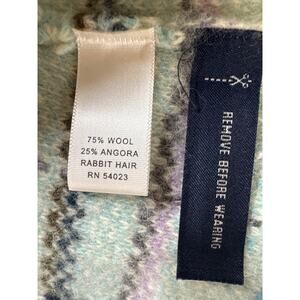 75% WOOL
25% ANGORA
RABBIT HAIR
RN 54023
REMOVE BEFORE WEARING